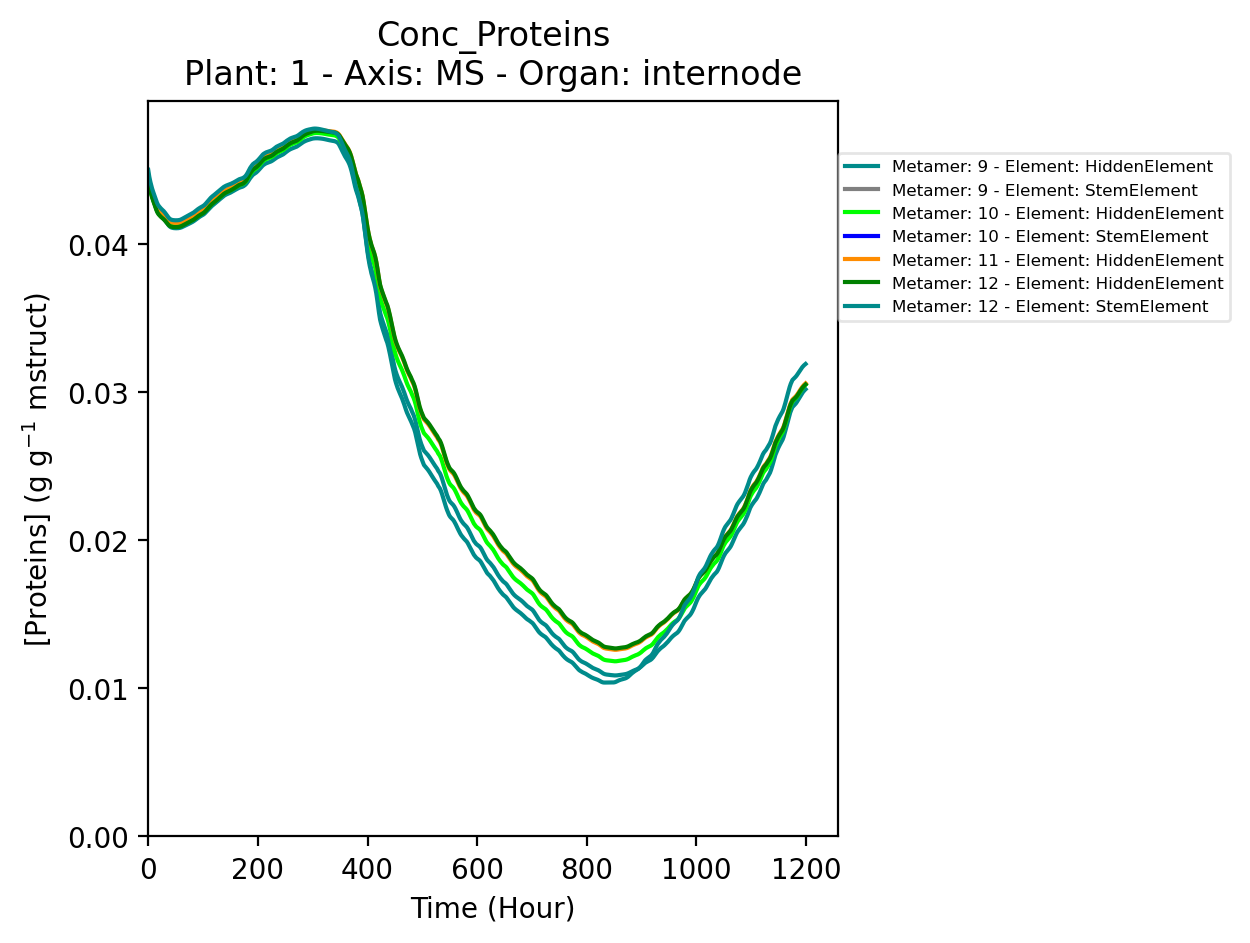 Conc_Proteins
Plant: 1 - Axis: MS - Organ: internode
[Proteins] (g g⁻¹ mstruct)
0.04
0.03
0.02
0.01
0.00
0 200 400 600 800 1000 1200
Time (Hour)
Metamer: 9 - Element: HiddenElement
Metamer: 9 - Element: StemElement
Metamer: 10 - Element: HiddenElement
Metamer: 10 - Element: StemElement
Metamer: 11 - Element: HiddenElement
Metamer: 12 - Element: HiddenElement
Metamer: 12 - Element: StemElement